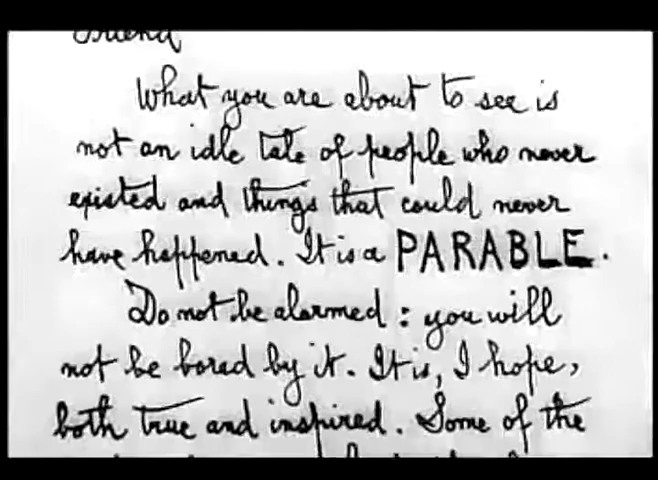 Friend
What you are about to see is
not an idle tale of people who never
existed and things that could never
have happened. It is a PARABLE.
Do not be alarmed: you will
not be bored by it. It is, I hope,
both true and inspired. Some of the